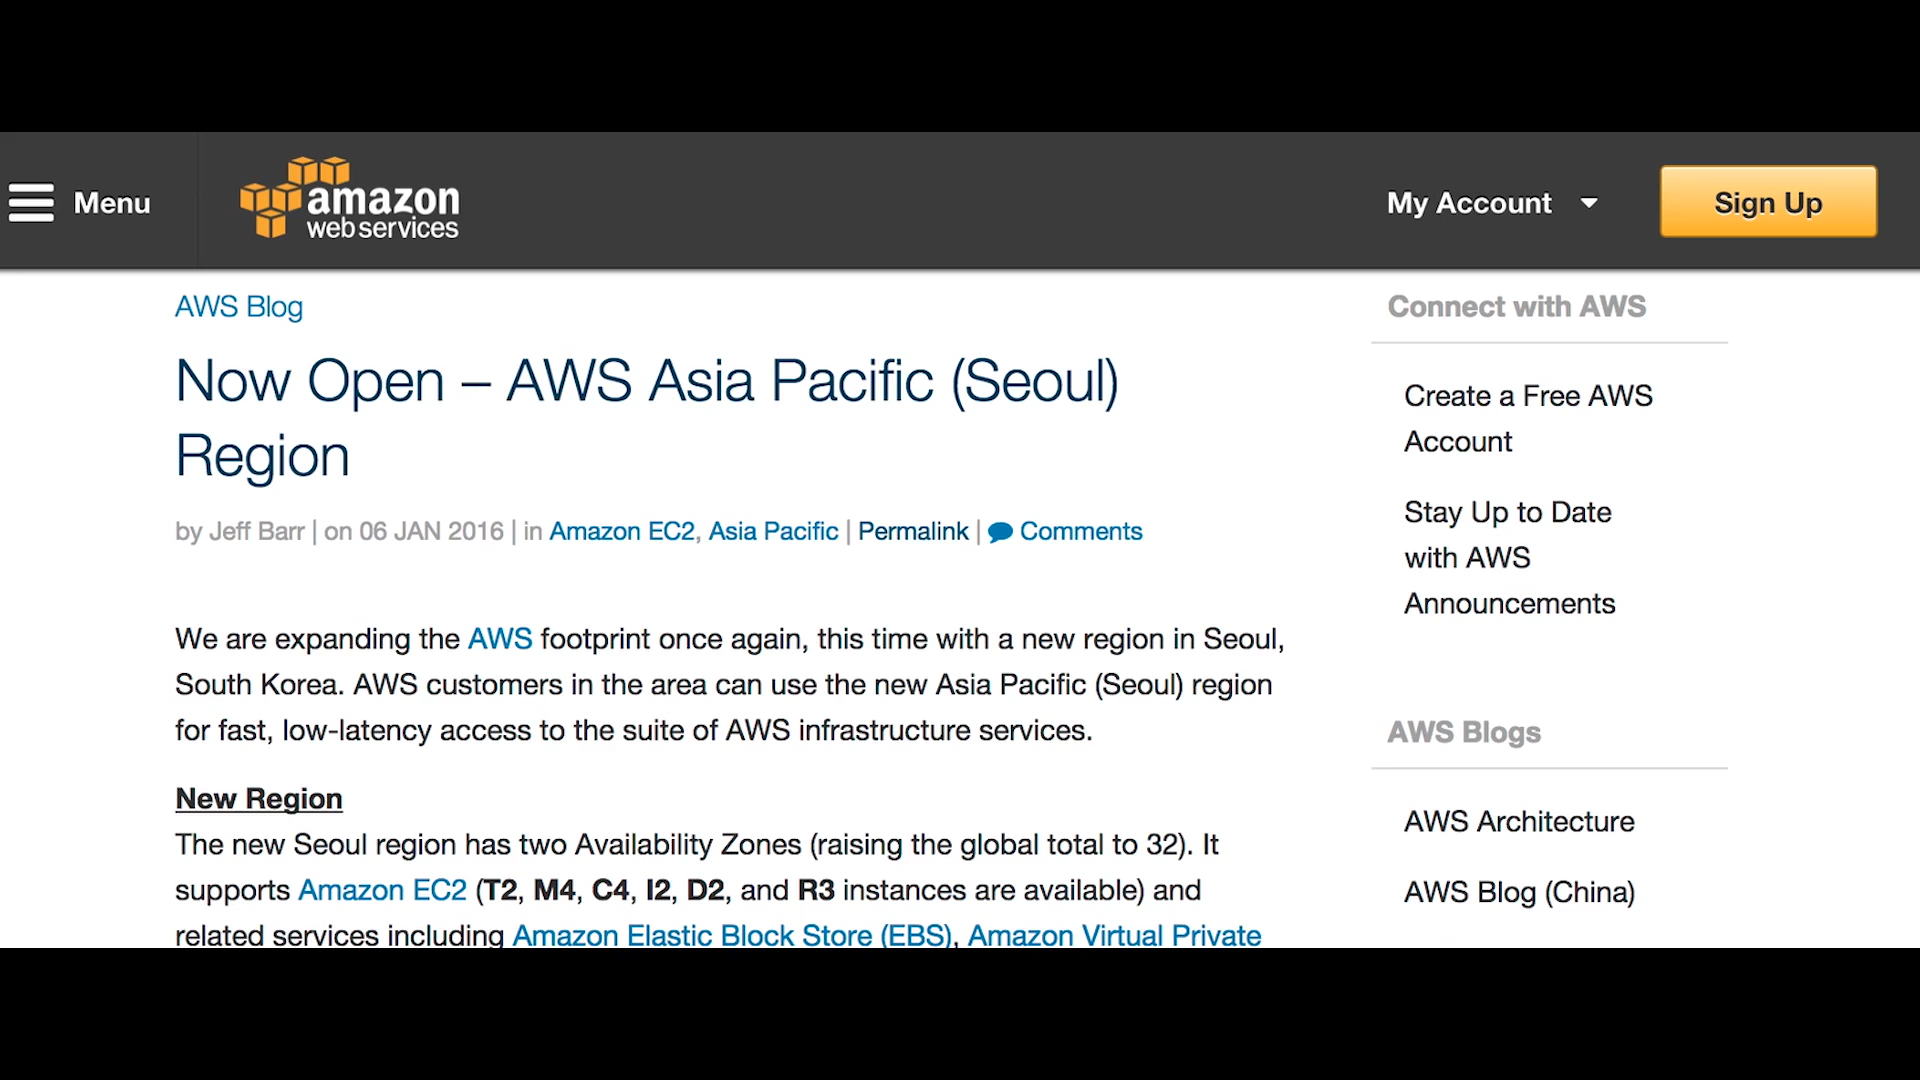 Menu
amazon
webservices
My Account
Sign Up
AWS Blog
Now Open – AWS Asia Pacific (Seoul)
Region
by Jeff Barr | on 06 JAN 2016 | in Amazon EC2, Asia Pacific | Permalink | Comments
We are expanding the AWS footprint once again, this time with a new region in Seoul,
South Korea. AWS customers in the area can use the new Asia Pacific (Seoul) region
for fast, low-latency access to the suite of AWS infrastructure services.
New Region
The new Seoul region has two Availability Zones (raising the global total to 32). It
supports Amazon EC2 (T2, M4, C4, I2, D2, and R3 instances are available) and
related services including Amazon Elastic Block Store (EBS), Amazon Virtual Private
Connect with AWS
Create a Free AWS
Account
Stay Up to Date
with AWS
Announcements
AWS Blogs
AWS Architecture
AWS Blog (China)